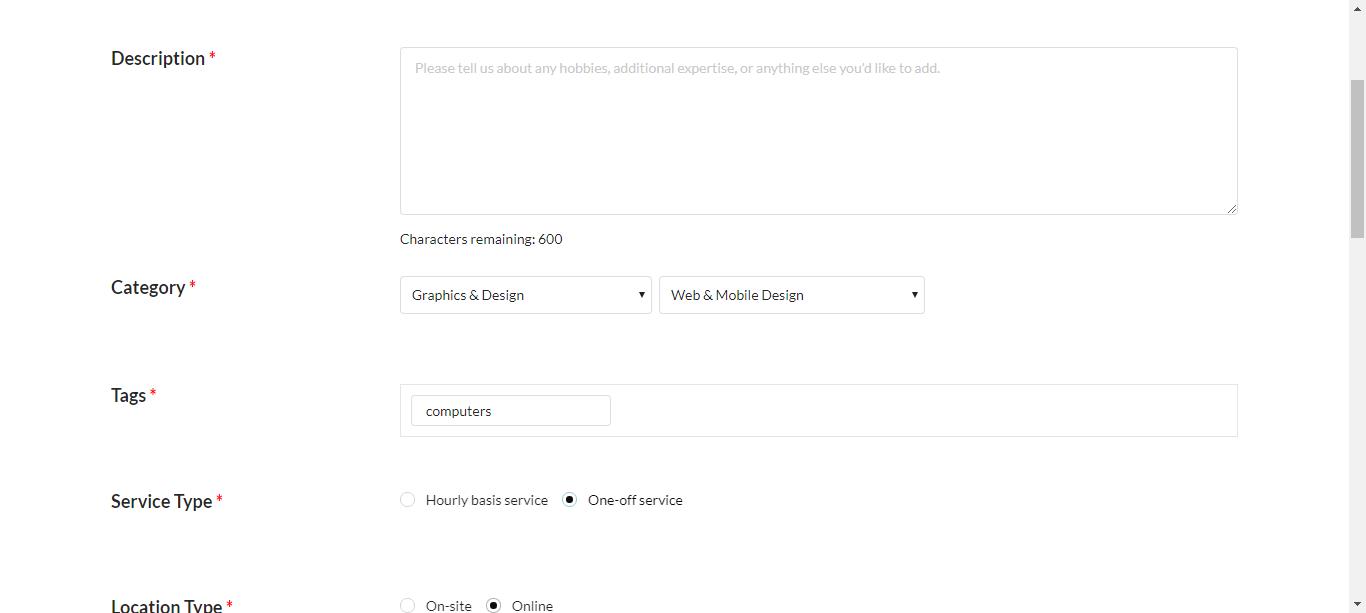 Description *
Please tell us about any hobbies, additional expertise, or anything else you'd like to add.
Characters remaining: 600
Category *
Graphics & Design
Web & Mobile Design
Tags *
computers
Service Type *
Hourly basis service
One-off service
Location Type *
On-site
Online